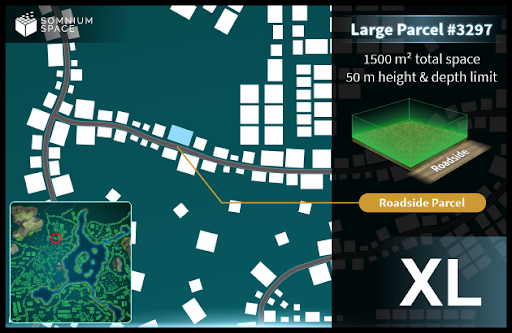 SOMNIUM
SPACE
Large Parcel #3297
1500 m² total space
50 m height & depth limit
Roadside
Roadside Parcel
XL